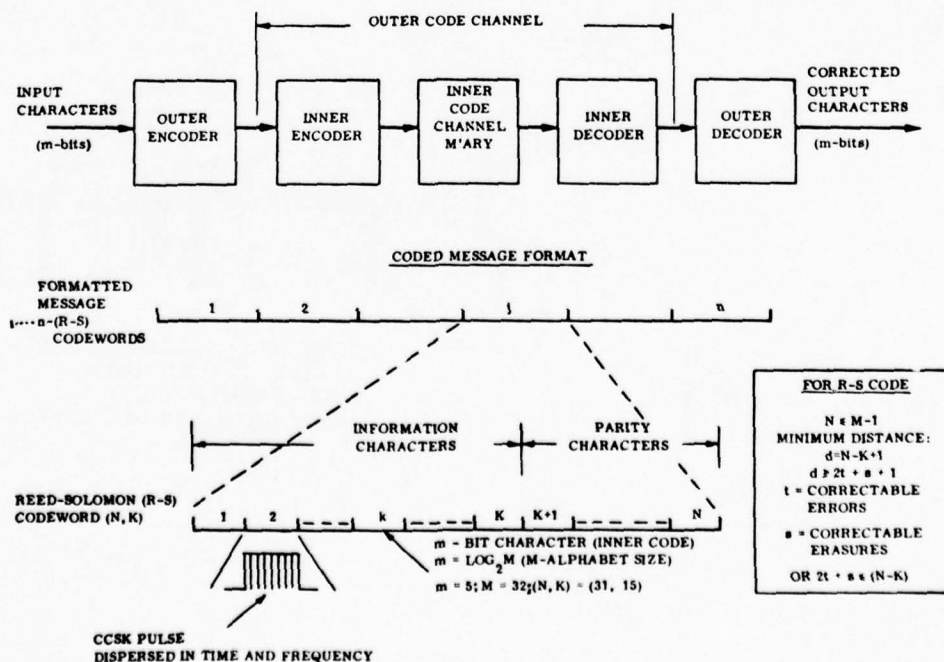 OUTER CODE CHANNEL
INPUT
CHARACTERS
(m-bits)
OUTER
ENCODER
INNER
ENCODER
INNER
CODE
CHANNEL
M'ARY
INNER
DECODER
OUTER
DECODER
CORRECTED
OUTPUT
CHARACTERS
(m-bits)
CODED MESSAGE FORMAT
FORMATTED
MESSAGE
n-(R-S)
CODEWORDS
1 2 i n
INFORMATION
CHARACTERS
PARITY
CHARACTERS
REED-SOLOMON (R-S)
CODEWORD (N, K)
1 2 k K K+1 N
m - BIT CHARACTER (INNER CODE)
m = LOG2M (M-ALPHABET SIZE)
m = 5; M = 32; (N, K) = (31, 15)
CCSK PULSE
DISPERSED IN TIME AND FREQUENCY
FOR R-S CODE
N ≤ M-1
MINIMUM DISTANCE:
d=N-K+1
d ≥ 2t + s + 1
t = CORRECTABLE
ERRORS
s = CORRECTABLE
ERASURES
OR 2t + s ≤ (N-K)